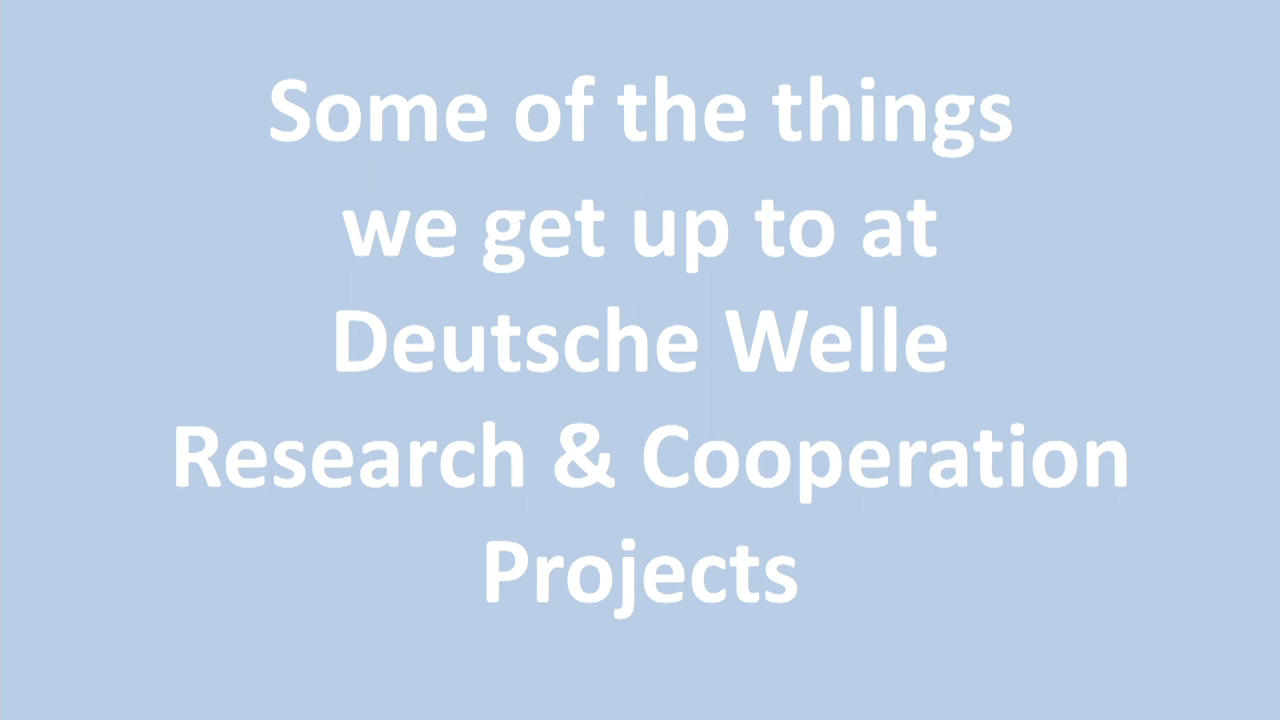 Some of the things
we get up to at
Deutsche Welle
Research & Cooperation
Projects